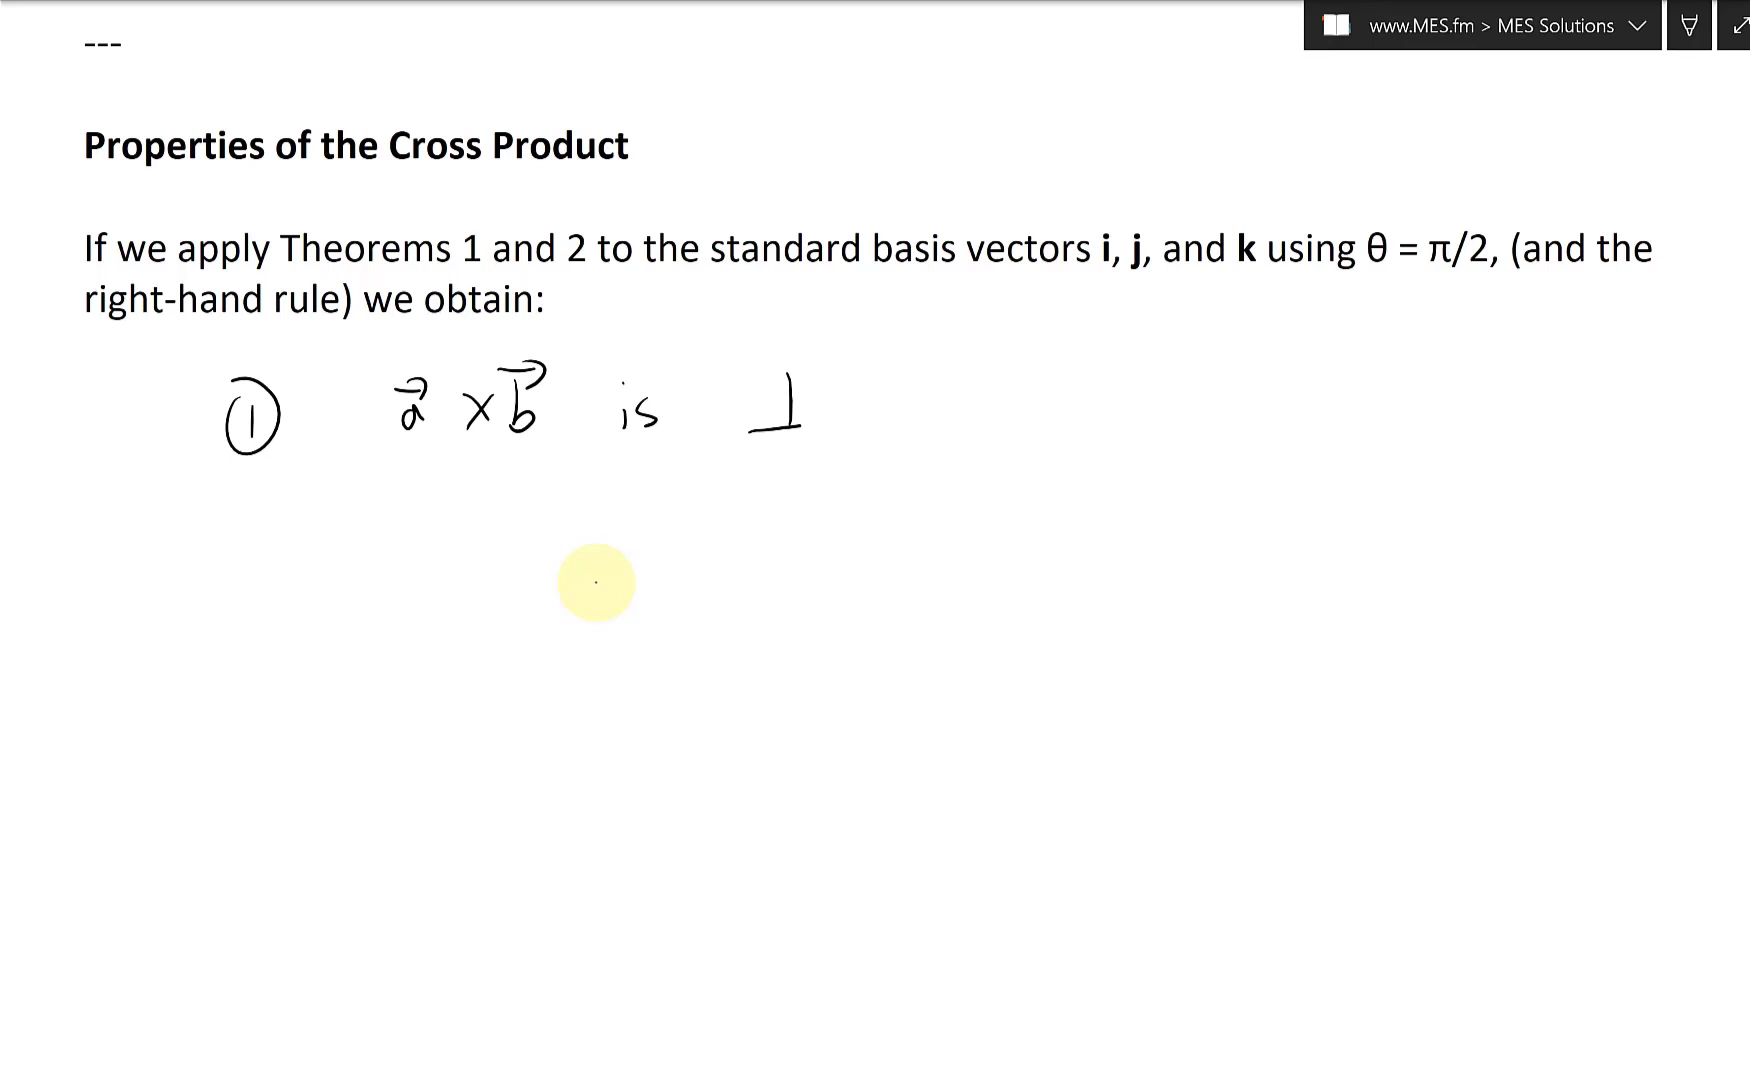 www.MES.fm > MES Solutions
---
Properties of the Cross Product
If we apply Theorems 1 and 2 to the standard basis vectors i, j, and k using θ = π/2, (and the
right-hand rule) we obtain:
① a⃗ × b⃗ is ⊥